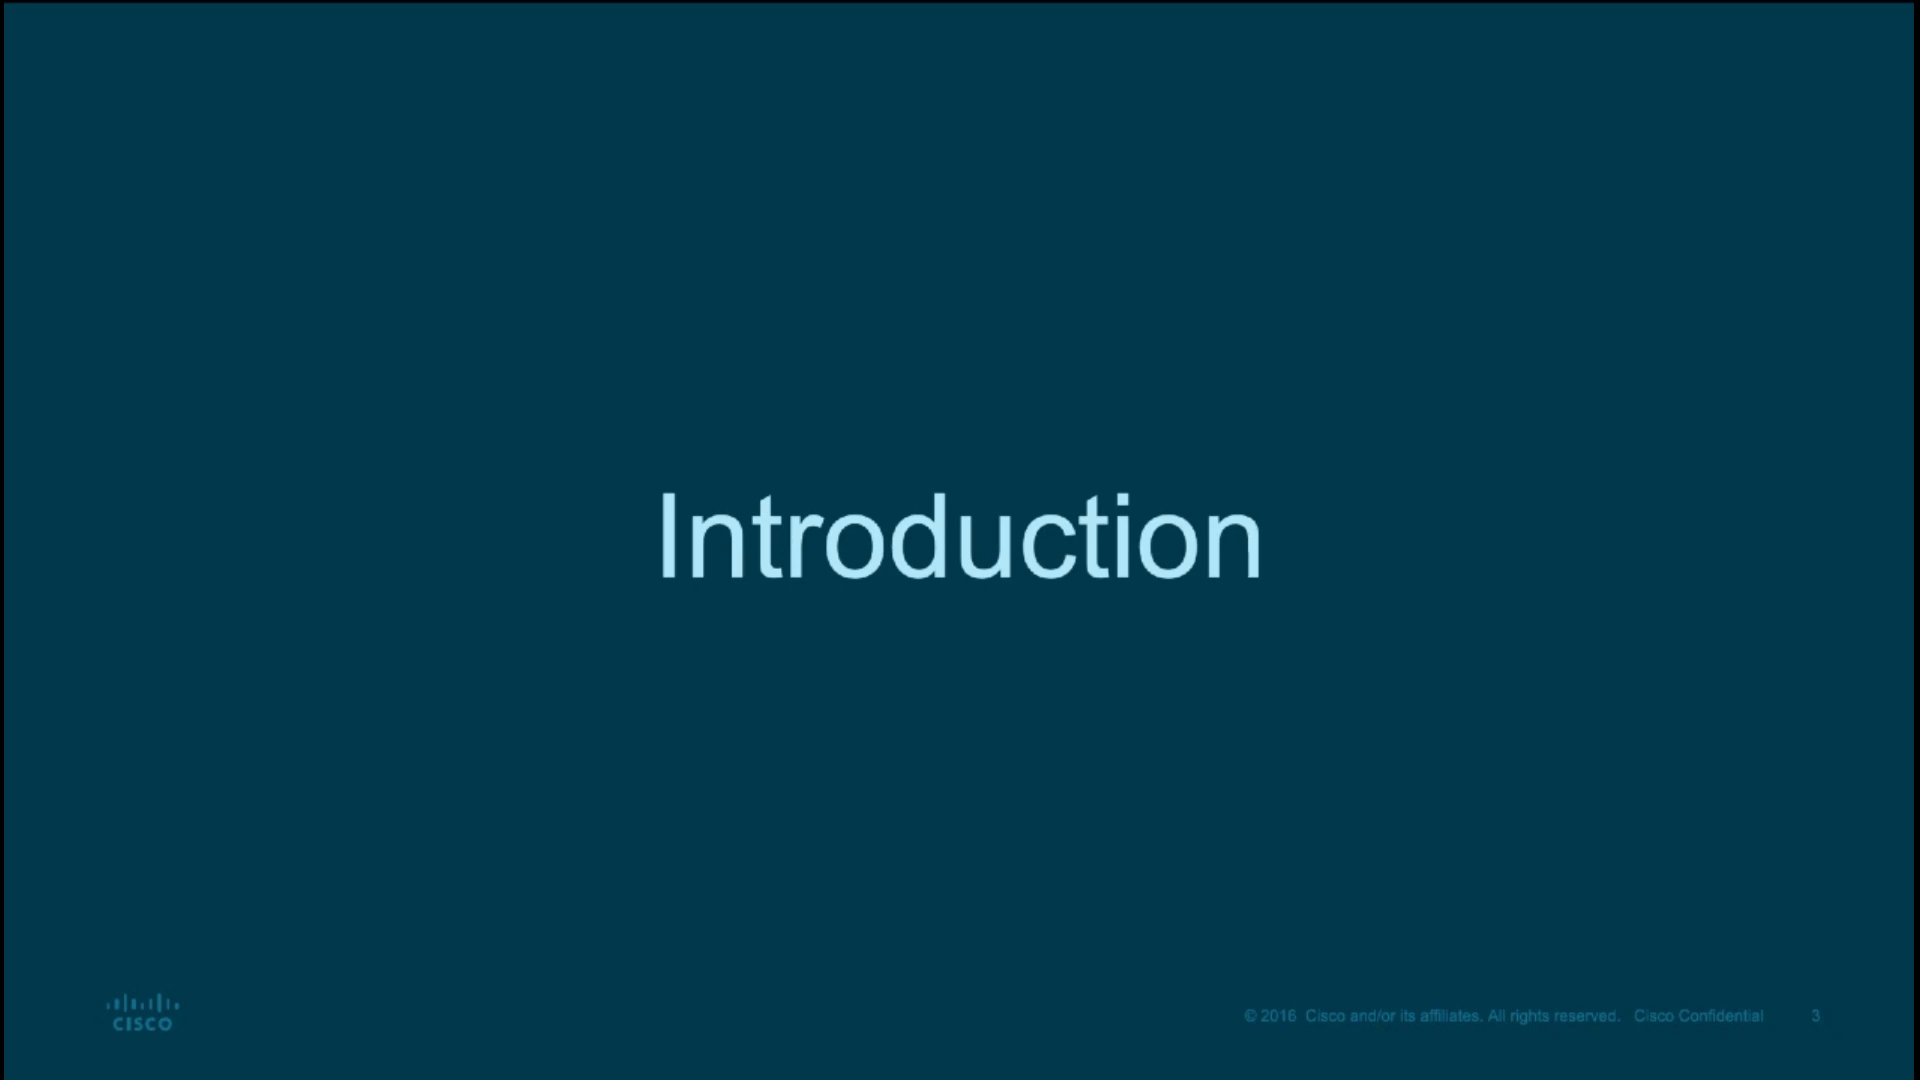 Introduction
CISCO
© 2016 Cisco and/or its affiliates. All rights reserved. Cisco Confidential 3